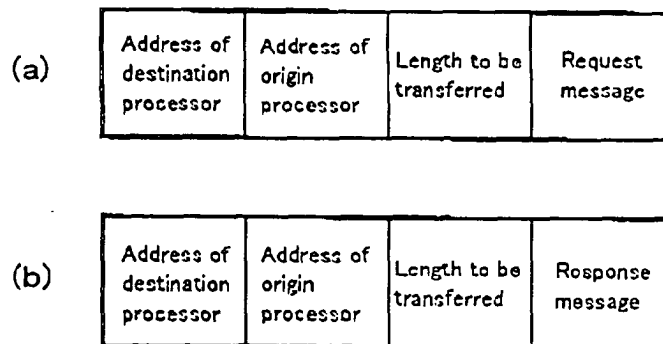 (a)
Address of
destination
processor
Address of
origin
processor
Length to be
transferred
Request
message
(b)
Address of
destination
processor
Address of
origin
processor
Length to be
transferred
Response
message